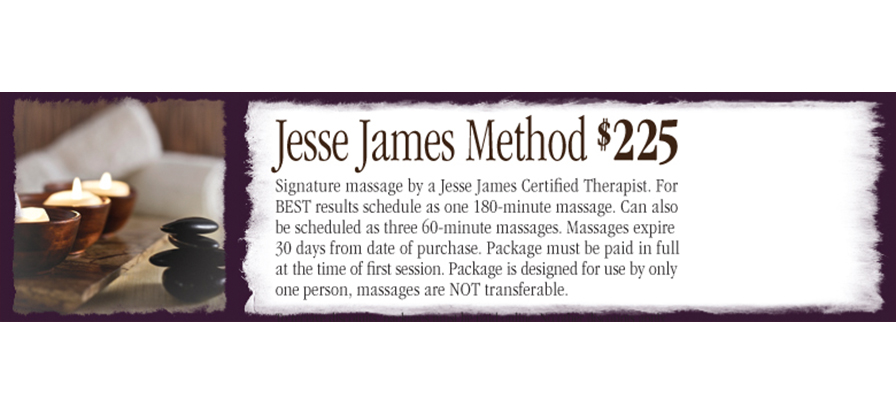 Jesse James Method $225
Signature massage by a Jesse James Certified Therapist. For
BEST results schedule as one 180-minute massage. Can also
be scheduled as three 60-minute massages. Massages expire
30 days from date of purchase. Package must be paid in full
at the time of first session. Package is designed for use by only
one person, massages are NOT transferable.